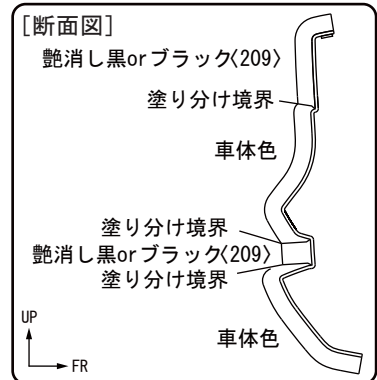 [断面図]
艶消し黒orブラック〈209〉
塗り分け境界
車体色
塗り分け境界
艶消し黒orブラック〈209〉
塗り分け境界
車体色
UP
FR